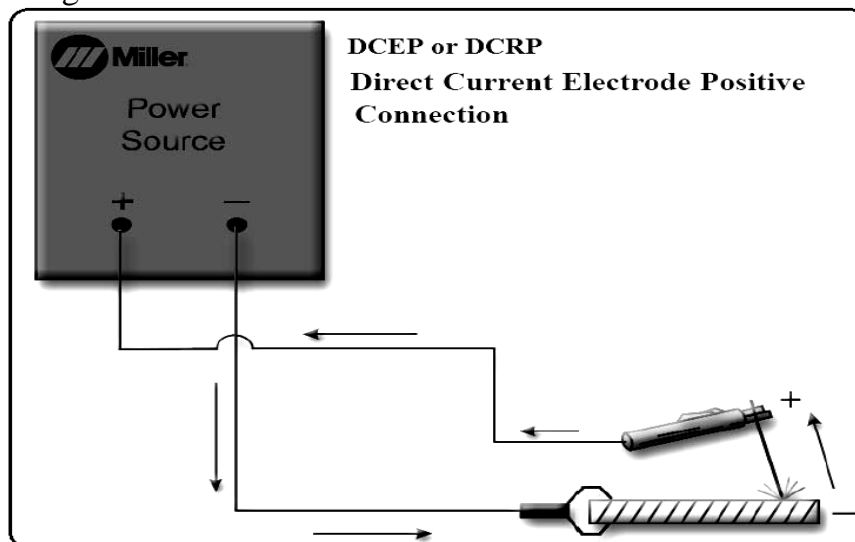 Miller
Power
Source
+ —
DCEP or DCRP
Direct Current Electrode Positive
Connection
+
—